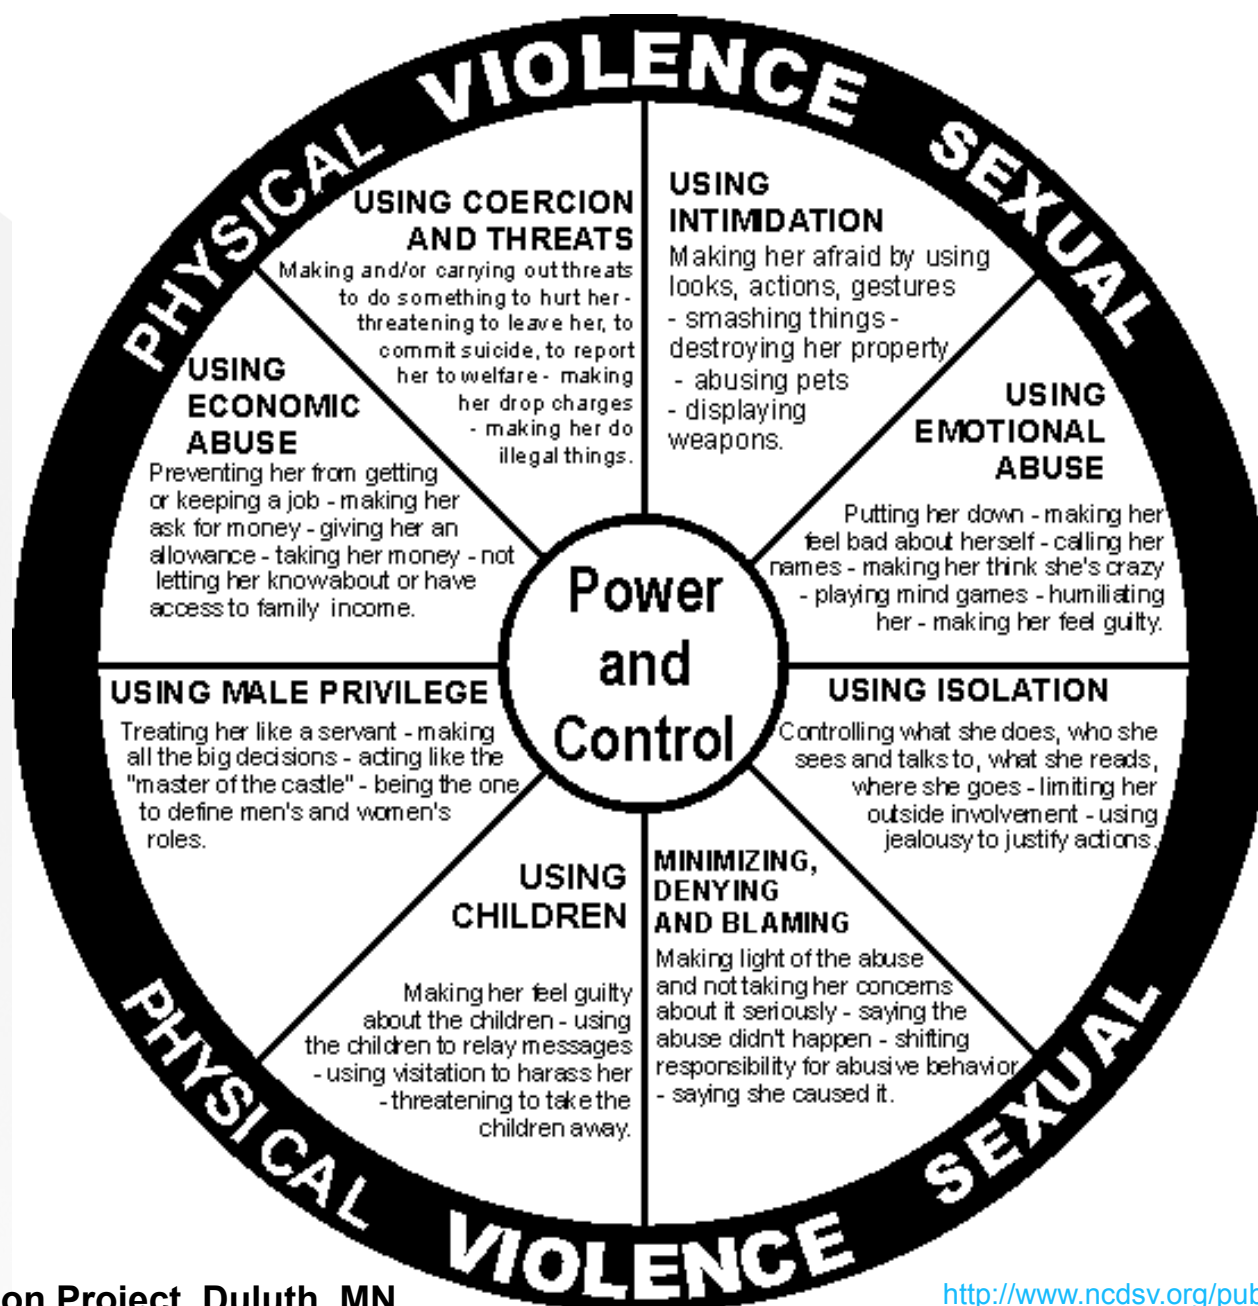 PHYSICAL VIOLENCE SEXUAL
USING COERCION
AND THREATS
Making and/or carrying out threats
to do something to hurt her -
threatening to leave her, to
commit suicide, to report
her to welfare - making
her drop charges
- making her do
illegal things.
USING
INTIMIDATION
Making her afraid by using
looks, actions, gestures
- smashing things -
destroying her property
- abusing pets
- displaying
weapons.
USING
ECONOMIC
ABUSE
Preventing her from getting
or keeping a job - making her
ask for money - giving her an
allowance - taking her money - not
letting her know about or have
access to family income.
USING
EMOTIONAL
ABUSE
Putting her down - making her
feel bad about herself - calling her
names - making her think she's crazy
- playing mind games - humiliating
her - making her feel guilty.
Power
and
Control
USING MALE PRIVILEGE
Treating her like a servant - making
all the big decisions - acting like the
"master of the castle" - being the one
to define men's and women's
roles.
USING ISOLATION
Controlling what she does, who she
sees and talks to, what she reads,
where she goes - limiting her
outside involvement - using
jealousy to justify actions.
USING
CHILDREN
Making her feel guilty
about the children - using
the children to relay messages
- using visitation to harass her
- threatening to take the
children away.
MINIMIZING,
DENYING
AND BLAMING
Making light of the abuse
and not taking her concerns
about it seriously - saying the
abuse didn't happen - shifting
responsibility for abusive behavior
- saying she caused it.
PHYSICAL VIOLENCE SEXUAL
on Project, Duluth, MN
http://www.ncdsv.org/pub